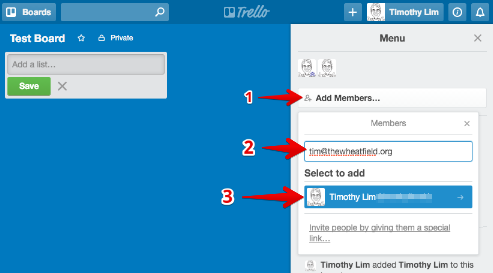 Boards
Trello
Timothy Lim
Test Board
Private
Menu
Add a list...
Save
1
Add Members...
Members
2
tim@thewheatfield.org
Select to add
3
Timothy Lim
Invite people by giving them a special
link...
Timothy Lim added Timothy Lim to this